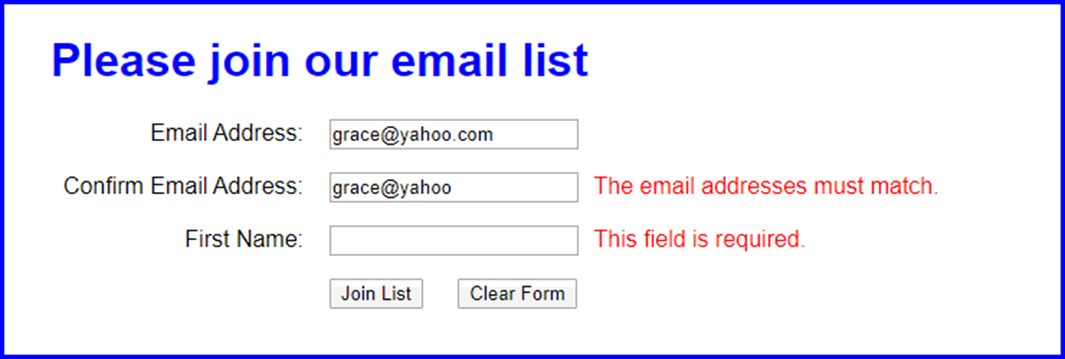 Please join our email list
Email Address: grace@yahoo.com
Confirm Email Address: grace@yahoo The email addresses must match.
First Name: This field is required.
Join List Clear Form